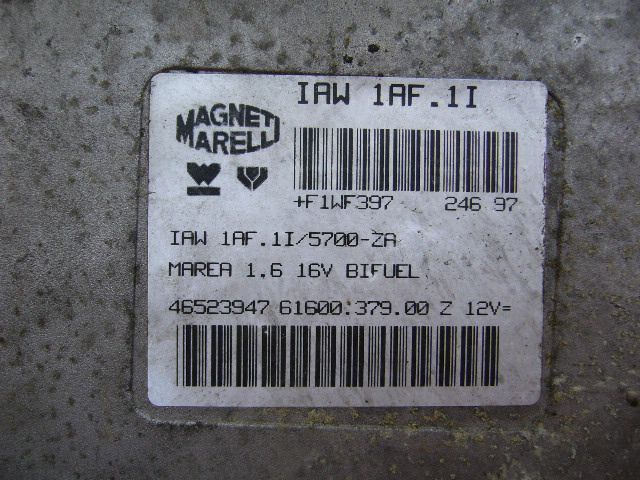 IAW 1AF.1I
MAGNETI
MARELLI
+F1WF397 246 97
IAW 1AF.1I/5700-ZA
MAREA 1.6 16V BIFUEL
46523947 61600.379.00 Z 12V=